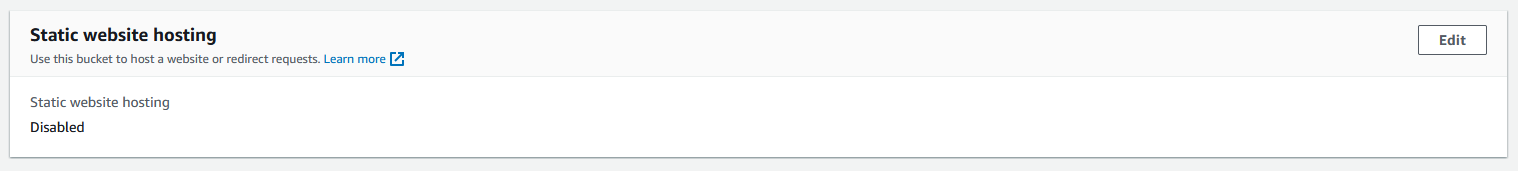 Static website hosting
Edit
Use this bucket to host a website or redirect requests. Learn more
Static website hosting
Disabled